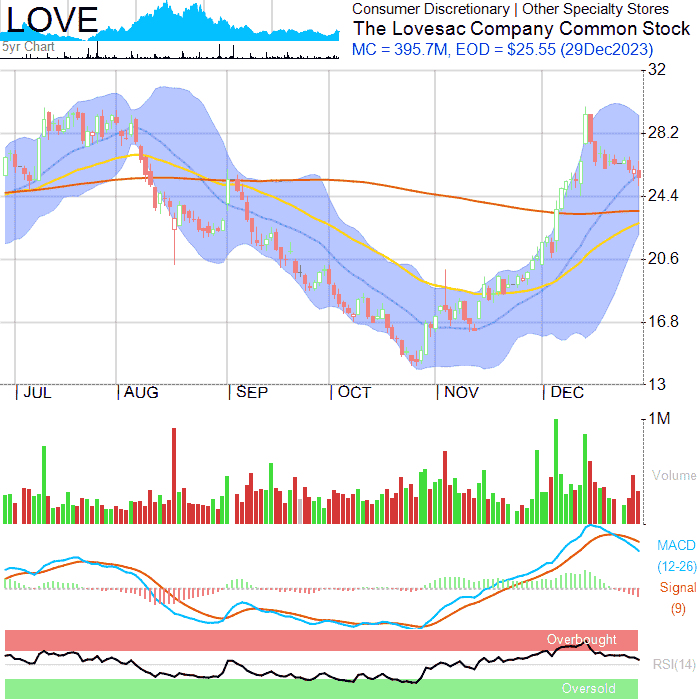 LOVE
5yr Chart
Consumer Discretionary | Other Specialty Stores
The Lovesac Company Common Stock
MC = 395.7M, EOD = $25.55 (29Dec2023)
32
28.2
24.4
20.6
16.8
13
| JUL | AUG | SEP | OCT | NOV | DEC
1M
Volume
MACD
(12-26)
Signal
(9)
Overbought
RSI(14)
Oversold